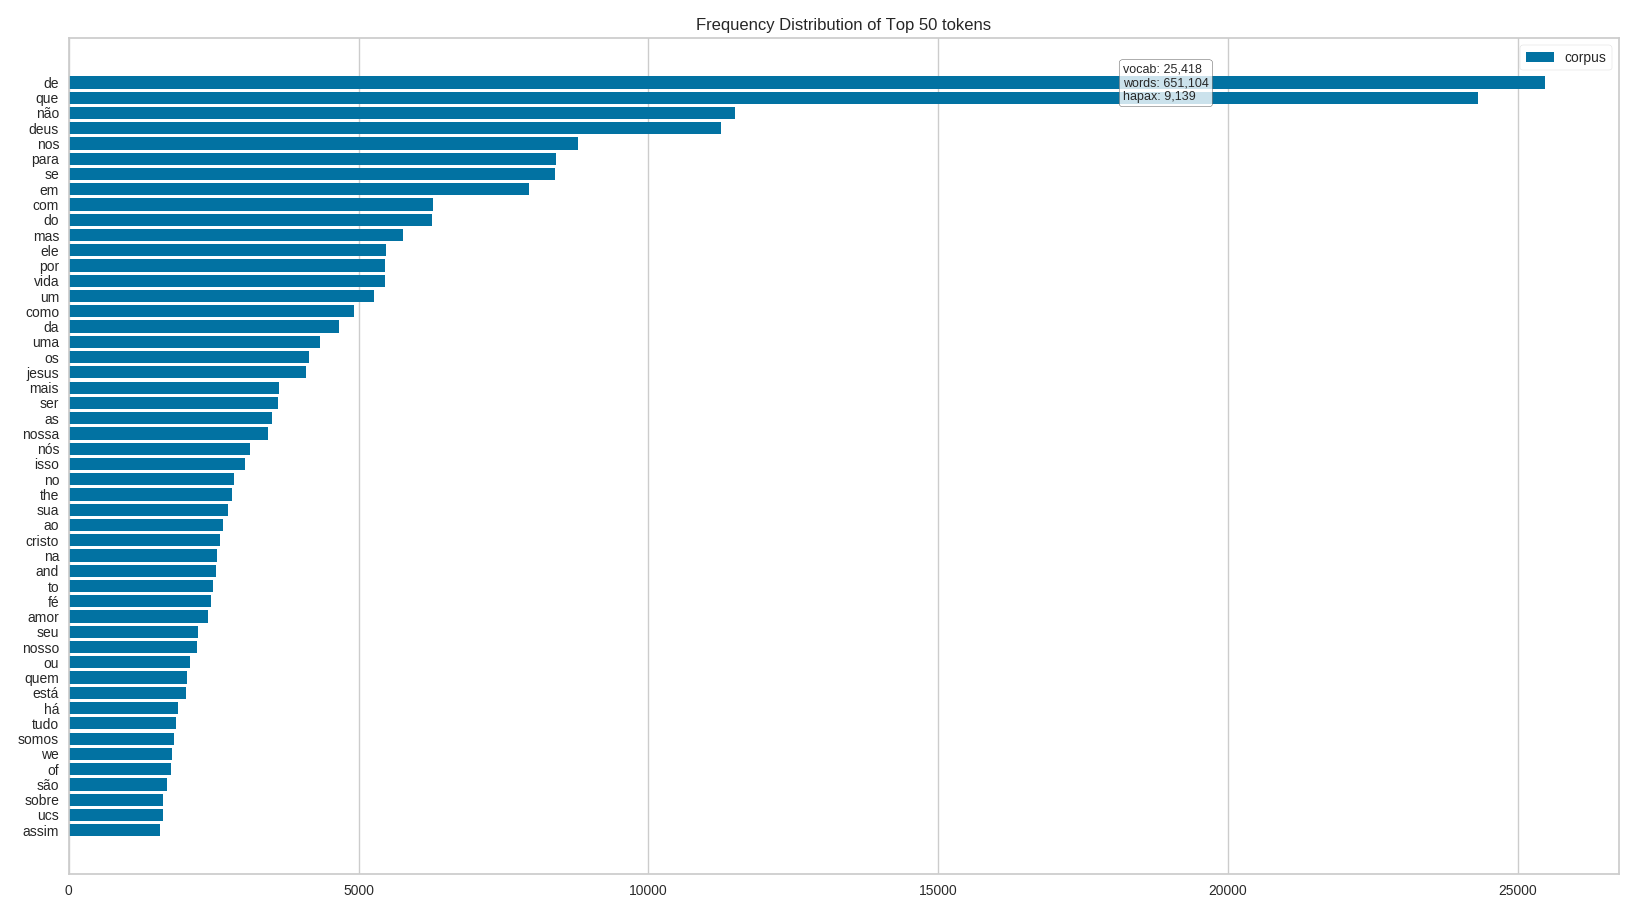 Frequency Distribution of Top 50 tokens
corpus
vocab: 25,418
words: 651,104
hapax: 9,139
de
que
não
deus
nos
para
se
em
com
do
mas
ele
por
vida
um
como
da
uma
os
jesus
mais
ser
as
nossa
nós
isso
no
the
sua
ao
cristo
na
and
to
fé
amor
seu
nosso
ou
quem
está
há
tudo
somos
we
of
são
sobre
ucs
assim
0 5000 10000 15000 20000 25000